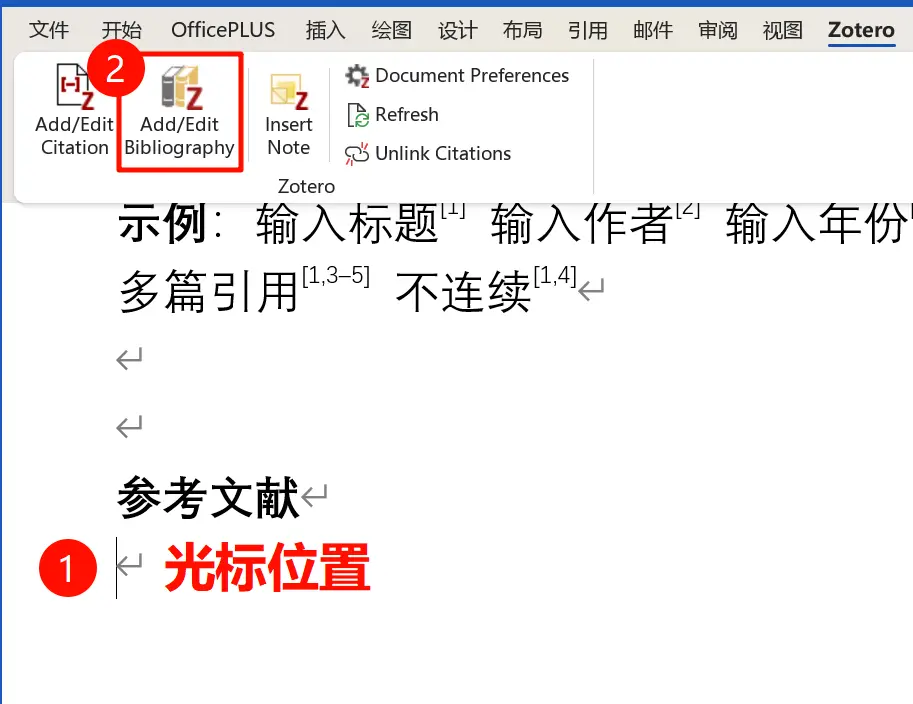 文件 开始 OfficePLUS 插入 绘图 设计 布局 引用 邮件 审阅 视图 Zotero
2
Add/Edit Citation
Add/Edit Bibliography
Insert Note
Document Preferences
Refresh
Unlink Citations
Zotero
示例：输入标题[1] 输入作者[2] 输入年份
多篇引用[1,3–5] 不连续[1,4]↵
↵
↵
参考文献↵
1 ↵ 光标位置